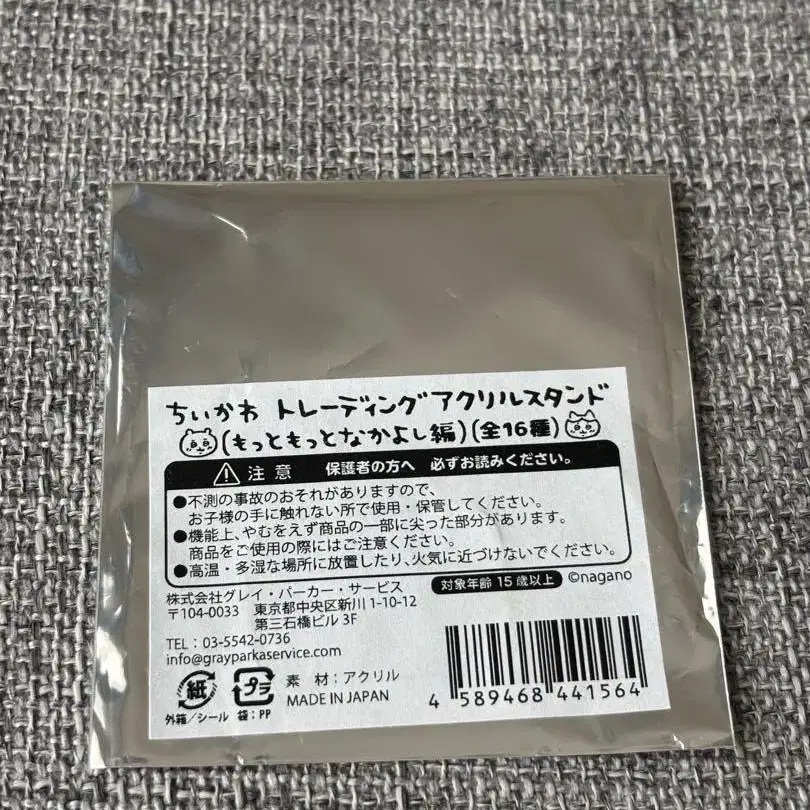 ちいかわ トレーディングアクリルスタンド
(もっともっとなかよし編)(全16種)
注意 保護者の方へ 必ずお読みください。
●不測の事故のおそれがありますので、
お子様の手に触れない所で使用・保管してください。
●機能上、やむをえず商品の一部に尖った部分があります。
商品をご使用の際にはご注意ください。
●高温・多湿な場所に放置したり、火気に近づけないでください。
株式会社グレイ・パーカー・サービス
対象年齢 15歳以上 ©nagano
〒104-0033 東京都中央区新川1-10-12
第三石橋ビル 3F
TEL : 03-5542-0736
info@grayparkaservice.com
紙 プラ 素 材:アクリル
MADE IN JAPAN
外箱/シール 袋:PP
4 589468 441564